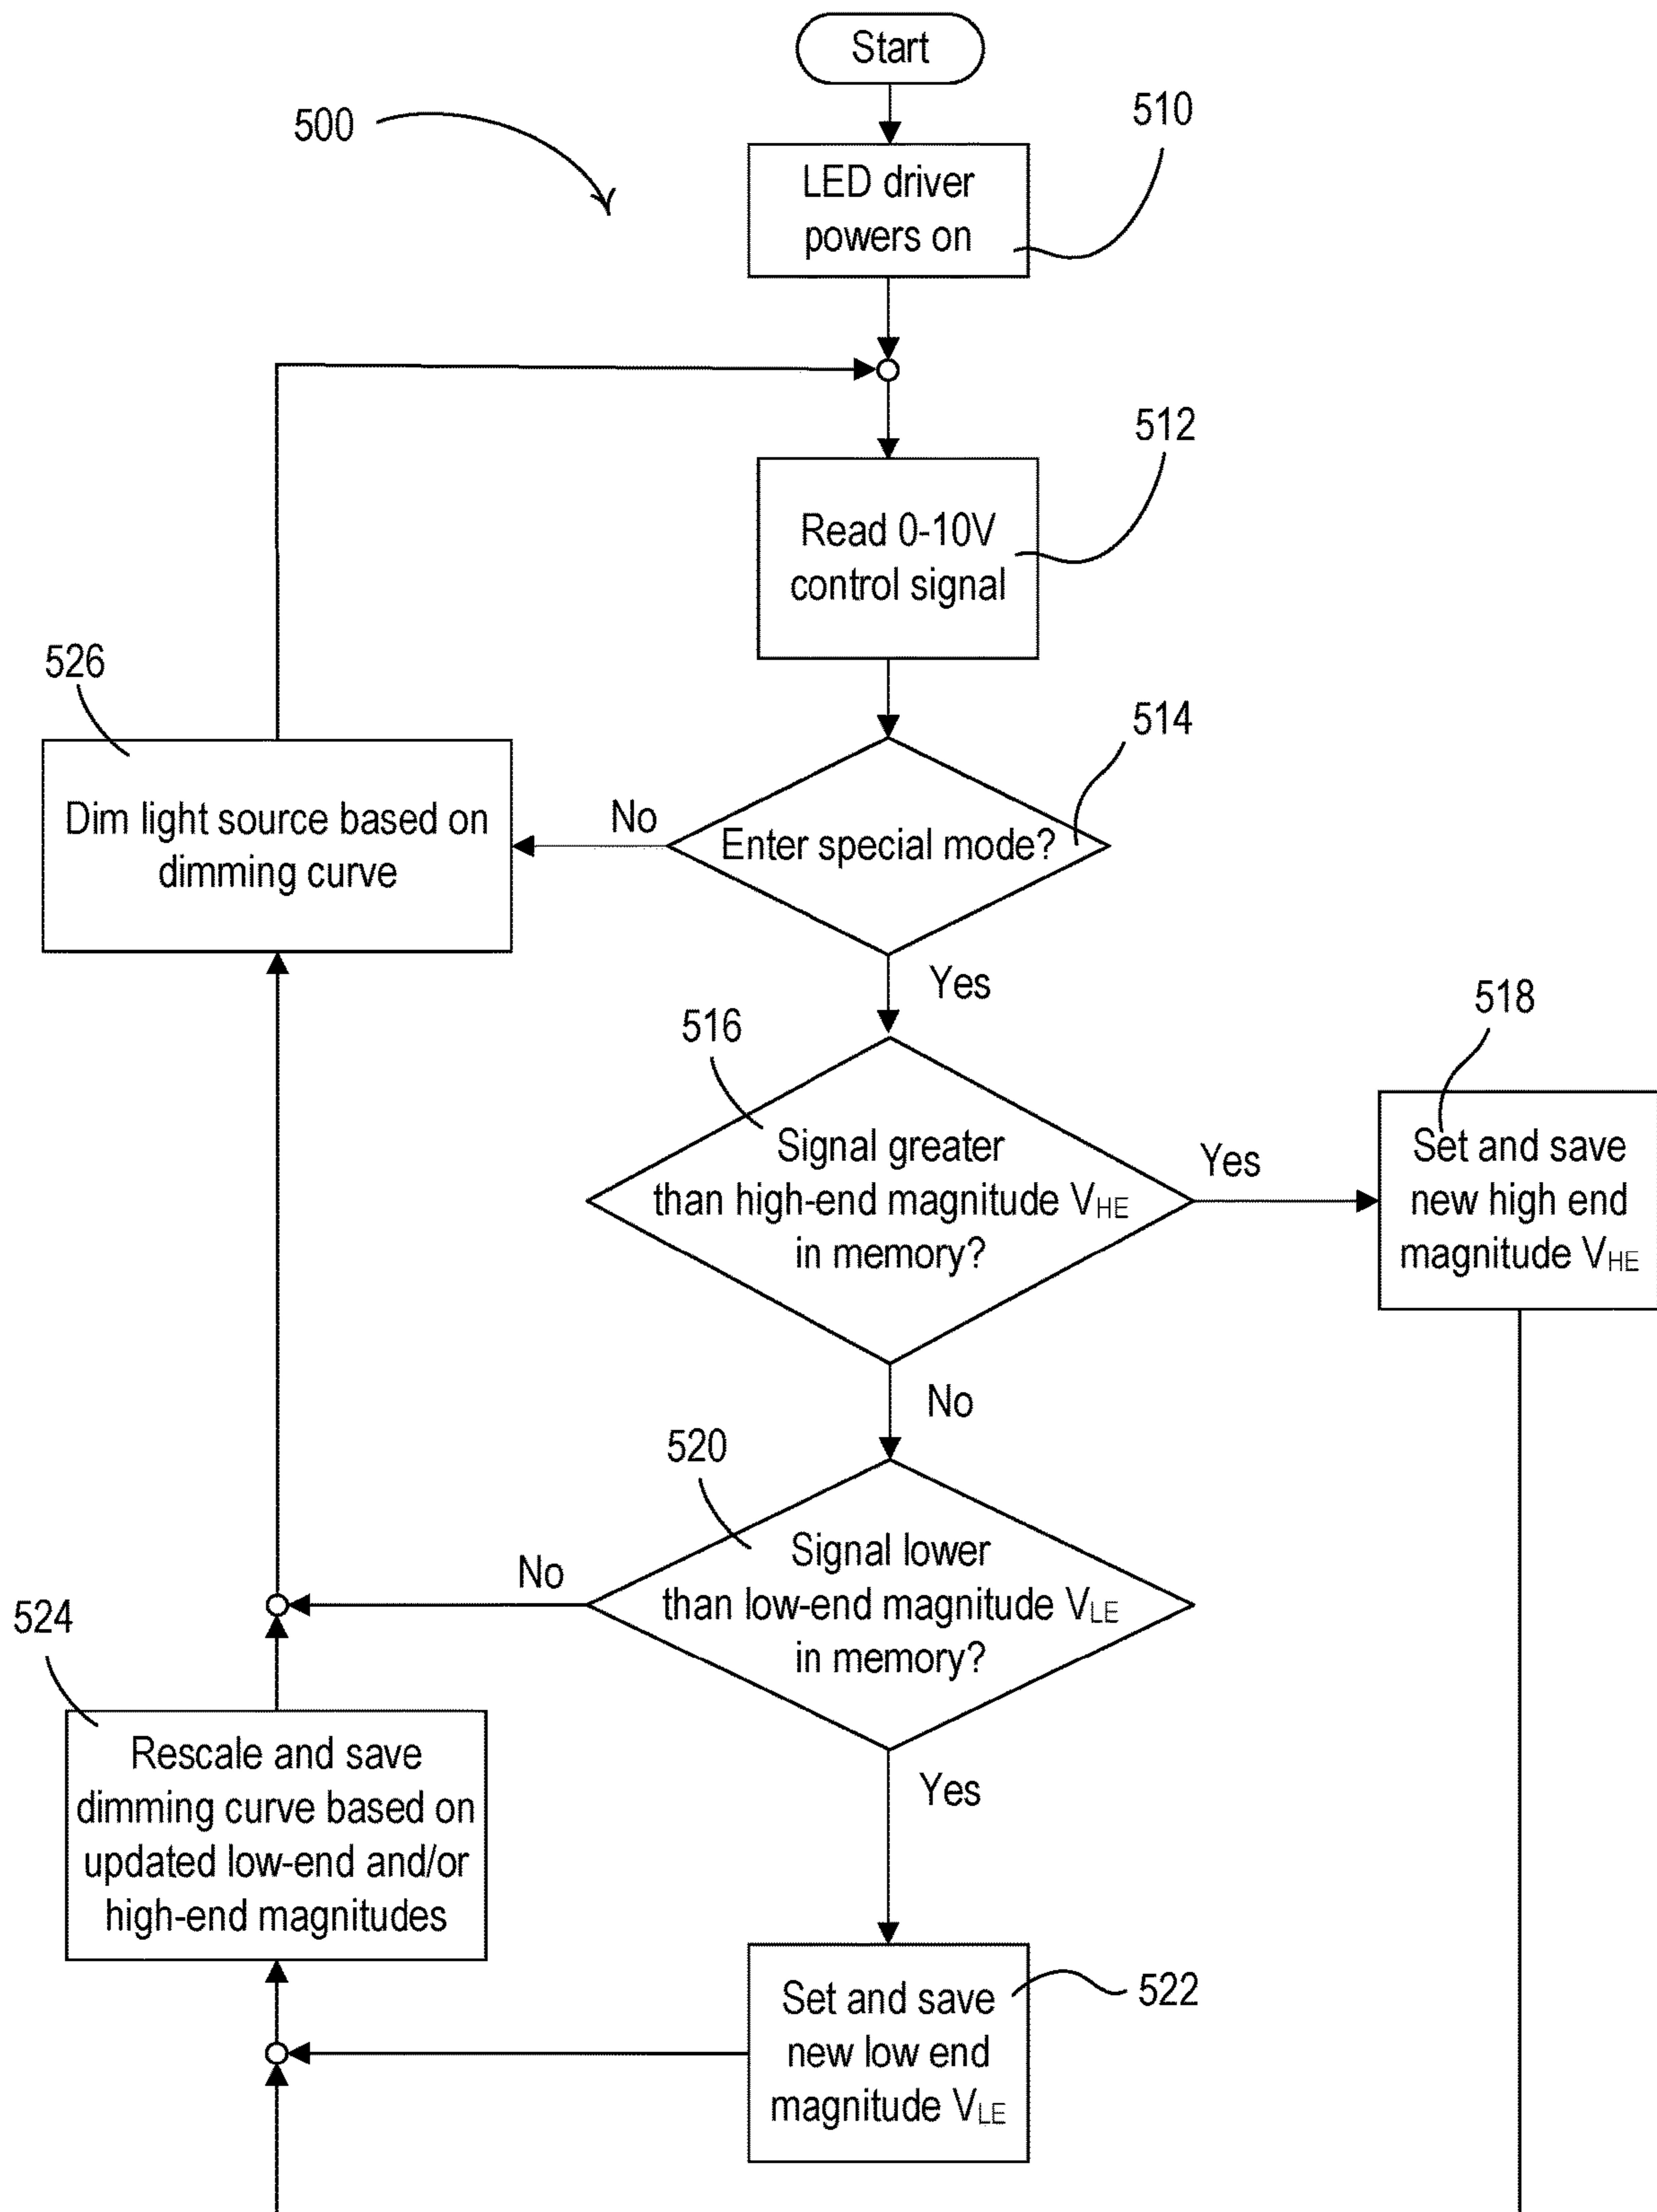 Start
500
510
LED driver
powers on
512
Read 0-10V
control signal
526
514
Dim light source based on
dimming curve
No
Enter special mode?
Yes
516
518
Signal greater
than high-end magnitude VHE
in memory?
Yes
Set and save
new high end
magnitude VHE
No
520
Signal lower
than low-end magnitude VLE
in memory?
No
524
Rescale and save
dimming curve based on
updated low-end and/or
high-end magnitudes
Yes
522
Set and save
new low end
magnitude VLE